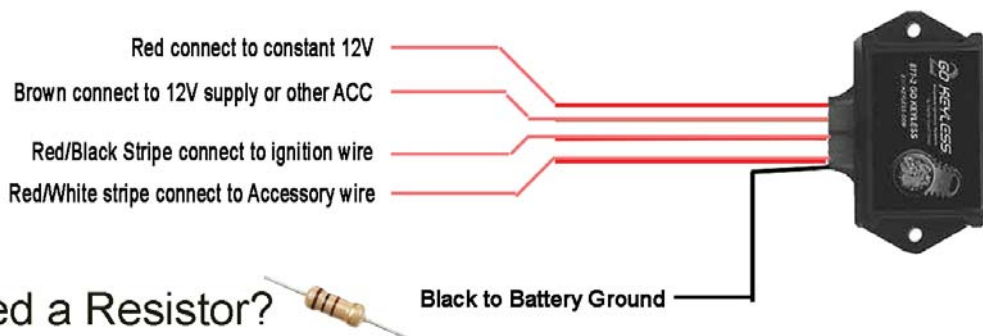 Red connect to constant 12V
Brown connect to 12V supply or other ACC
Red/Black Stripe connect to ignition wire
Red/White stripe connect to Accessory wire
Black to Battery Ground
ed a Resistor?
GO KEYLESS